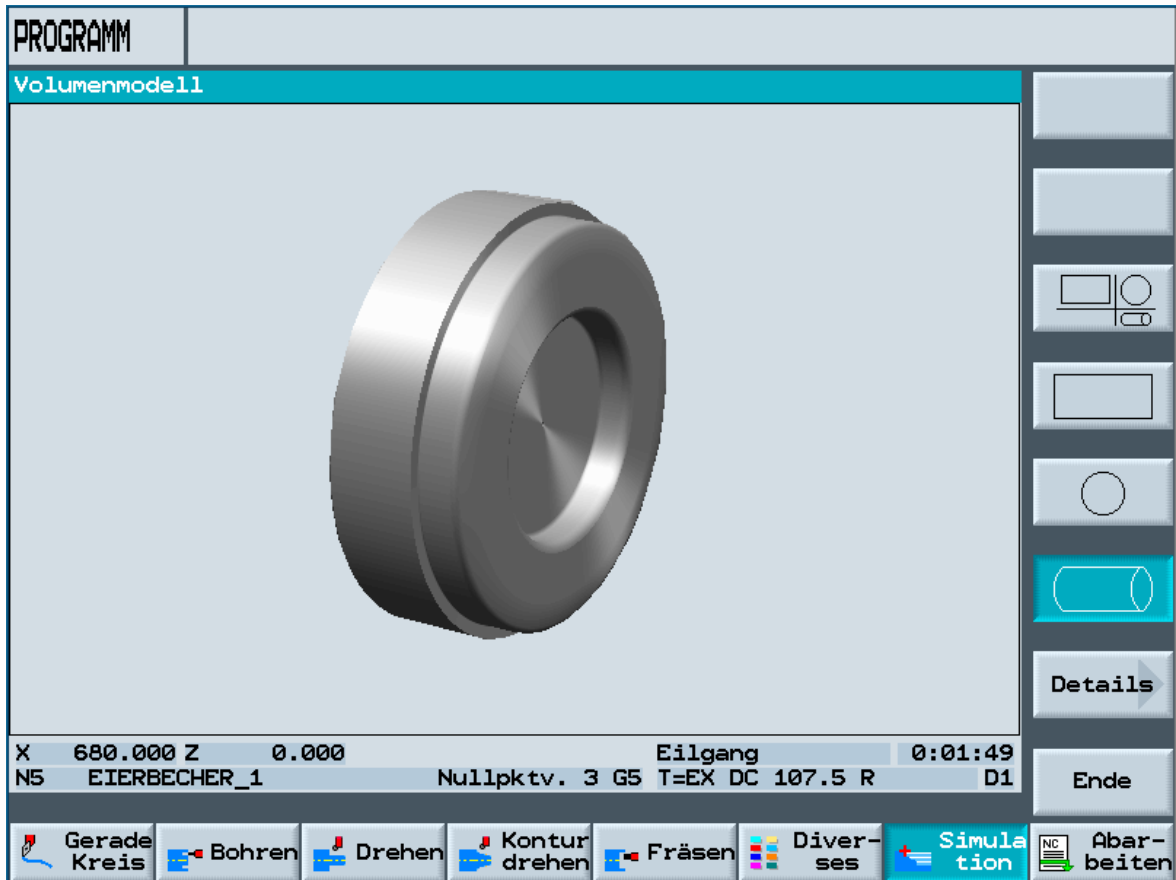 PROGRAMM
Volumenmodell
Details
X 680.000 Z 0.000 Eilgang 0:01:49
N5 EIERBECHER_1 Nullpktv. 3 G5 T=EX DC 107.5 R D1
Ende
Gerade
Kreis
Bohren
Drehen
Kontur
drehen
Fräsen
Diver-
ses
Simula
tion
NC
Abar-
beiten